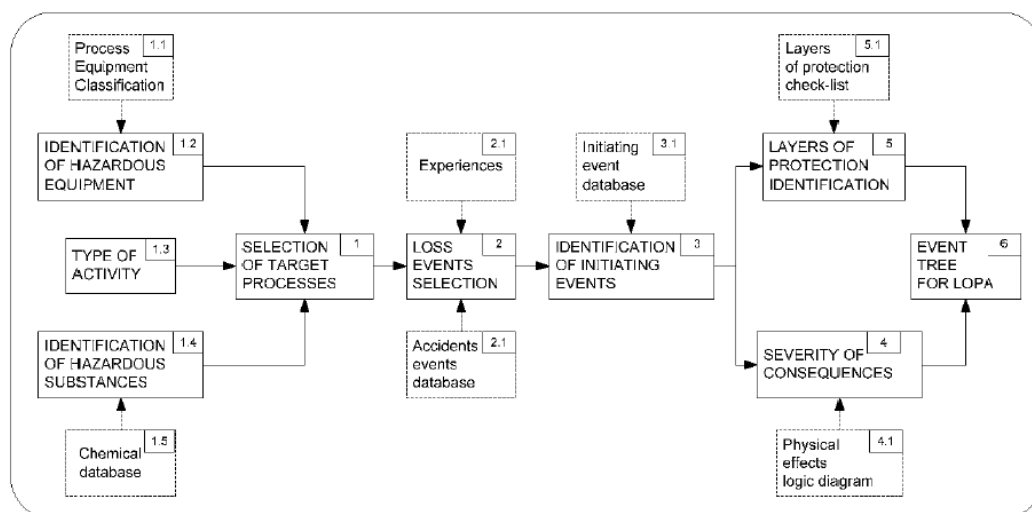 Process
Equipment
Classification
1.1
IDENTIFICATION
OF HAZARDOUS
EQUIPMENT
1.2
TYPE OF
ACTIVITY
1.3
IDENTIFICATION
OF HAZARDOUS
SUBSTANCES
1.4
Chemical
database
1.5
SELECTION
OF TARGET
PROCESSES
1
Experiences
2.1
LOSS
EVENTS
SELECTION
2
Accidents
events
database
2.1
Initiating
event
database
3.1
IDENTIFICATION
OF INITIATING
EVENTS
3
Layers
of protection
check-list
5.1
LAYERS OF
PROTECTION
IDENTIFICATION
5
SEVERITY OF
CONSEQUENCES
4
Physical
effects
logic diagram
4.1
EVENT
TREE
FOR LOPA
6